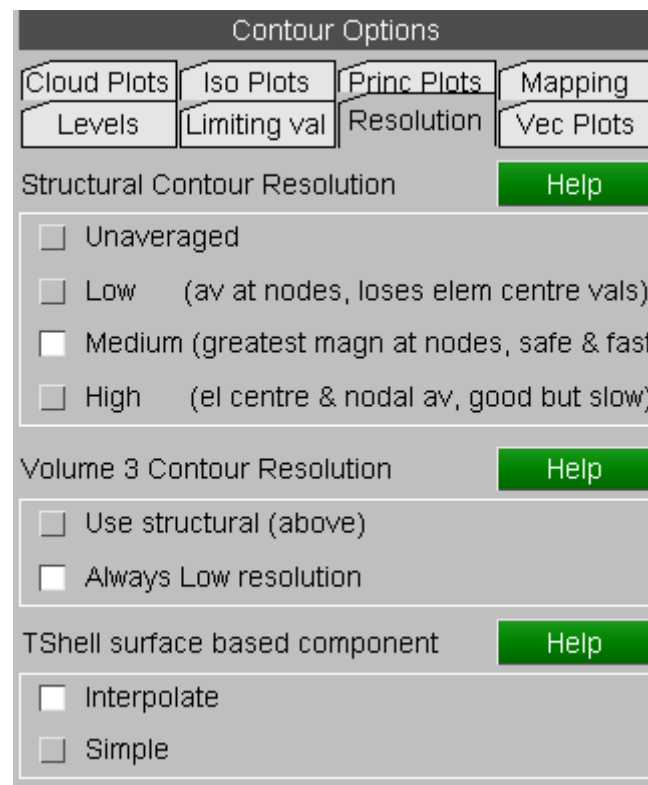 Contour Options
Cloud Plots Iso Plots Princ Plots Mapping
Levels Limiting val Resolution Vec Plots
Structural Contour Resolution Help
Unaveraged
Low (av at nodes, loses elem centre vals)
Medium (greatest magn at nodes, safe & fast
High (el centre & nodal av, good but slow)
Volume 3 Contour Resolution Help
Use structural (above)
Always Low resolution
TShell surface based component Help
Interpolate
Simple